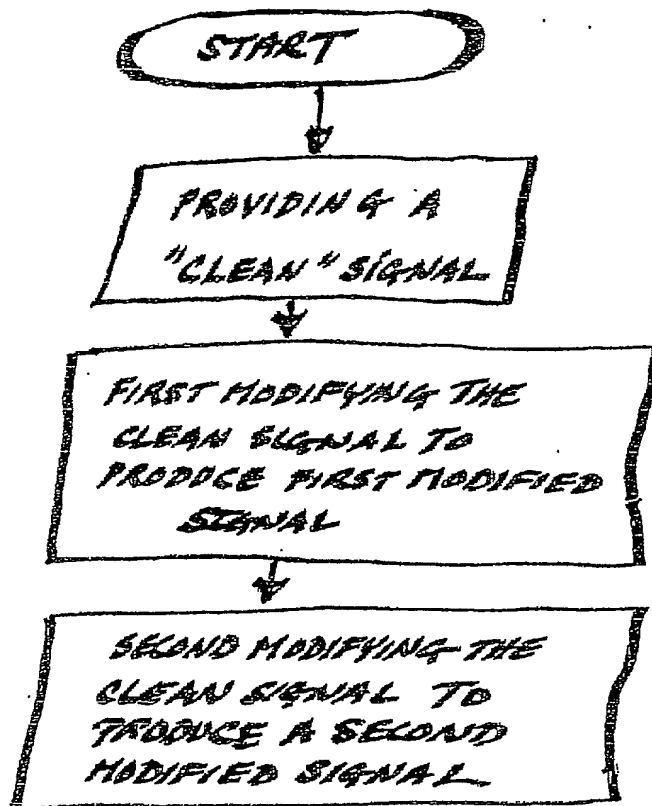 START
PROVIDING A
"CLEAN" SIGNAL
FIRST MODIFYING THE
CLEAN SIGNAL TO
PRODUCE FIRST MODIFIED
SIGNAL
SECOND MODIFYING THE
CLEAN SIGNAL TO
PRODUCE A SECOND
MODIFIED SIGNAL.